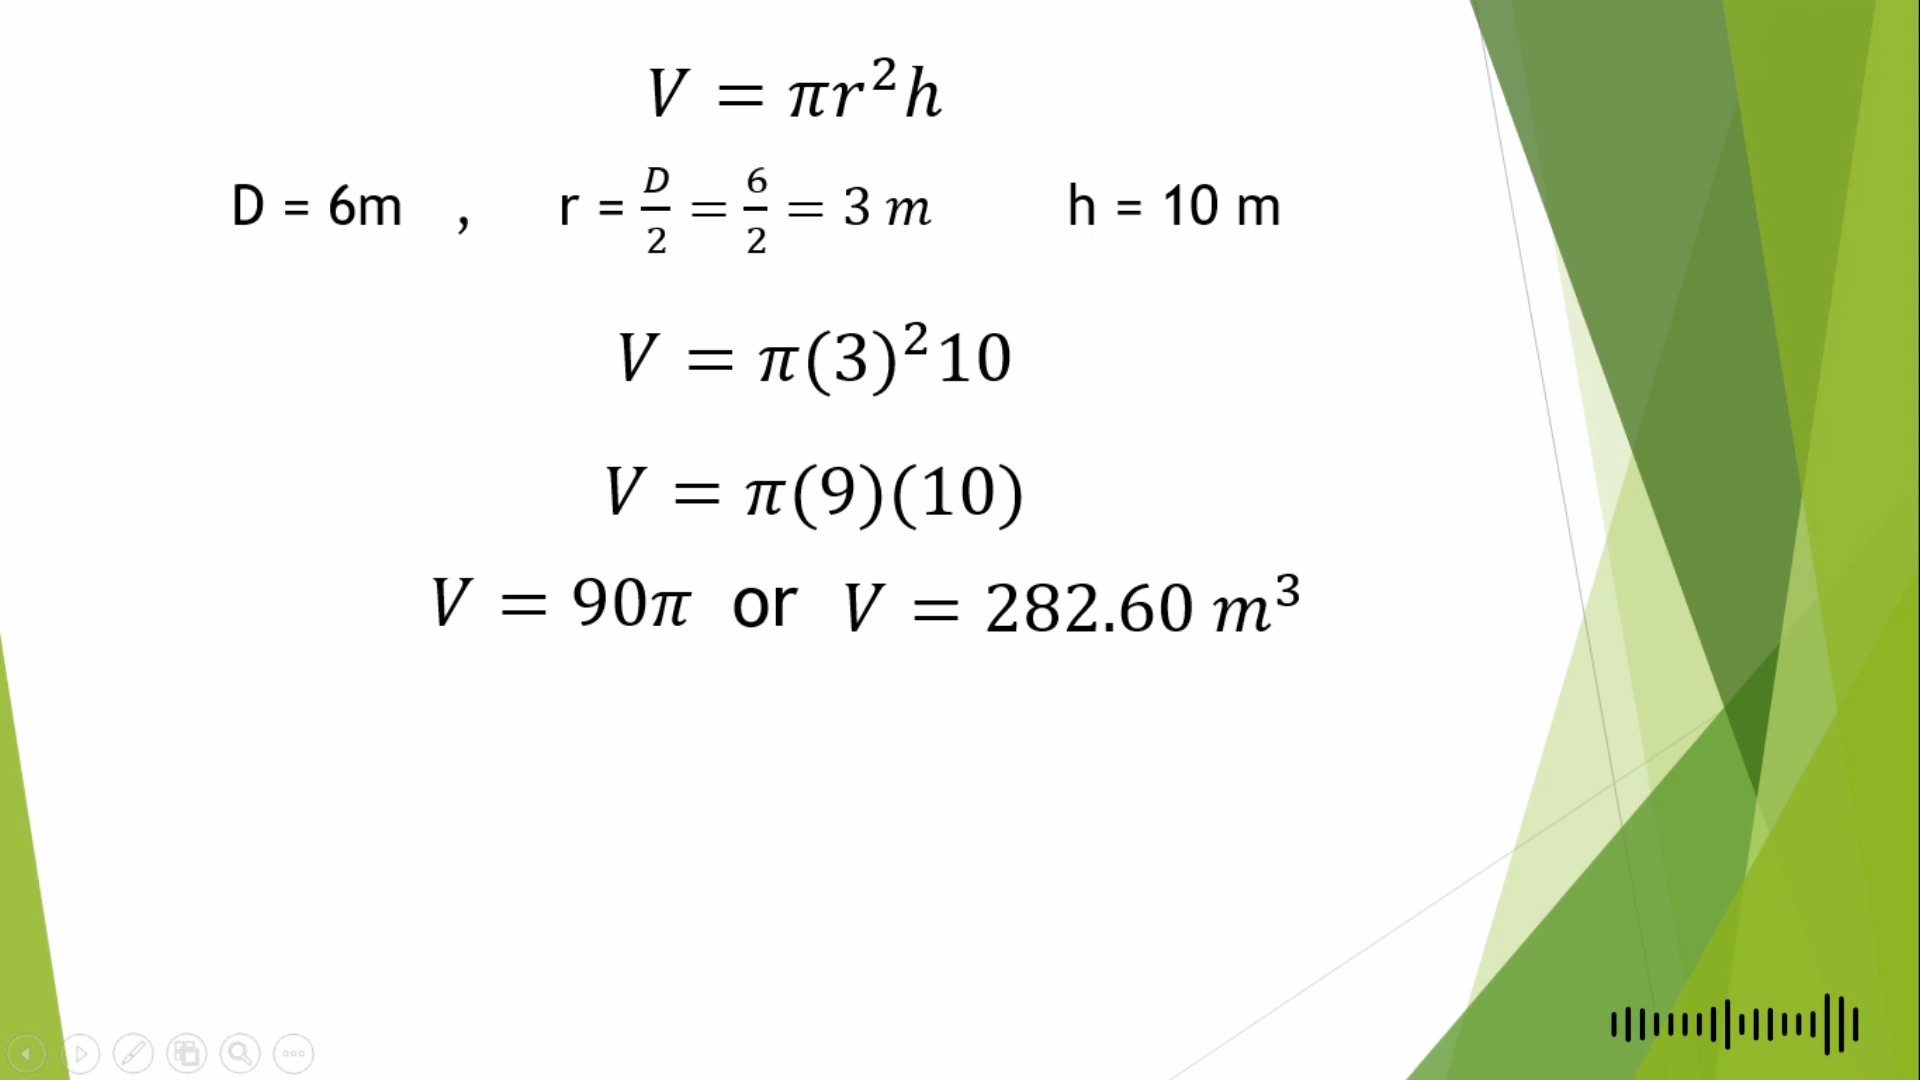 V = πr²h
D = 6m , r = D/2 = 6/2 = 3 m h = 10 m
V = π(3)²10
V = π(9)(10)
V = 90π or V = 282.60 m³